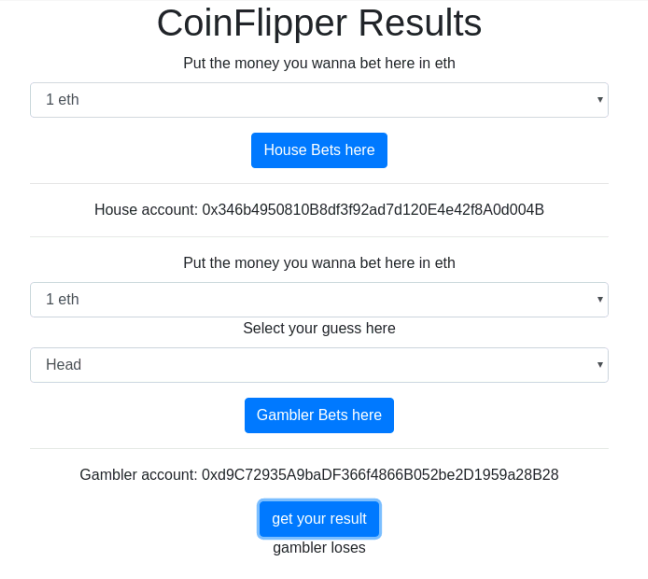 CoinFlipper Results
Put the money you wanna bet here in eth
1 eth
House Bets here
House account: 0x346b4950810B8df3f92ad7d120E4e42f8A0d004B
Put the money you wanna bet here in eth
1 eth
Select your guess here
Head
Gambler Bets here
Gambler account: 0xd9C72935A9baDF366f4866B052be2D1959a28B28
get your result
gambler loses